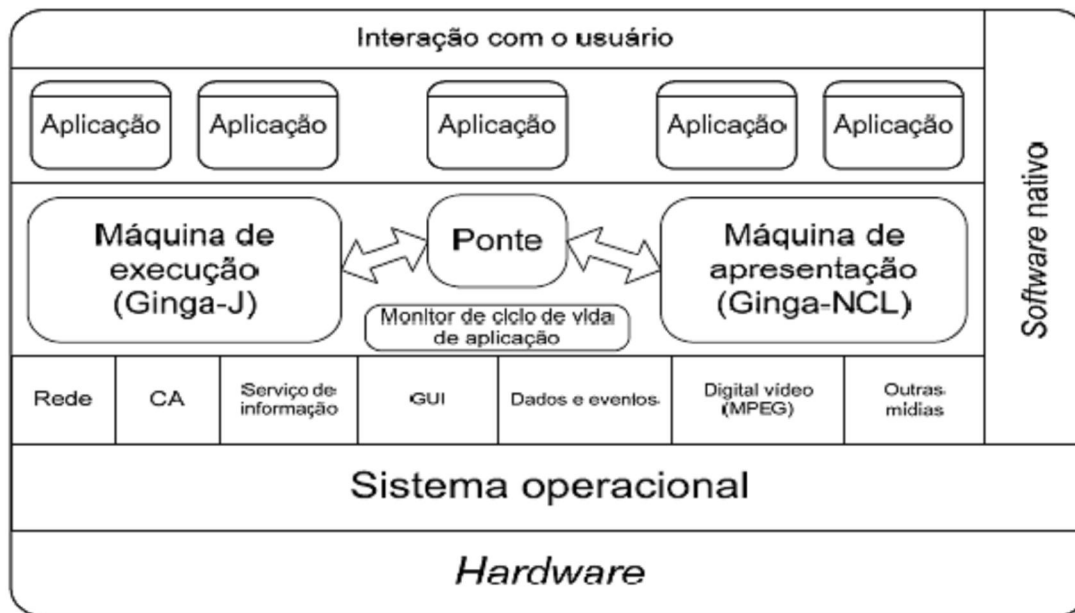 Interação com o usuário
Aplicação
Aplicação
Aplicação
Aplicação
Aplicação
Software nativo
Máquina de
execução
(Ginga-J)
Ponte
Máquina de
apresentação
(Ginga-NCL)
Monitor de ciclo de vida
de aplicação
Rede
CA
Serviço de
informação
GUI
Dados e eventos
Digital vídeo
(MPEG)
Outras
mídias
Sistema operacional
Hardware